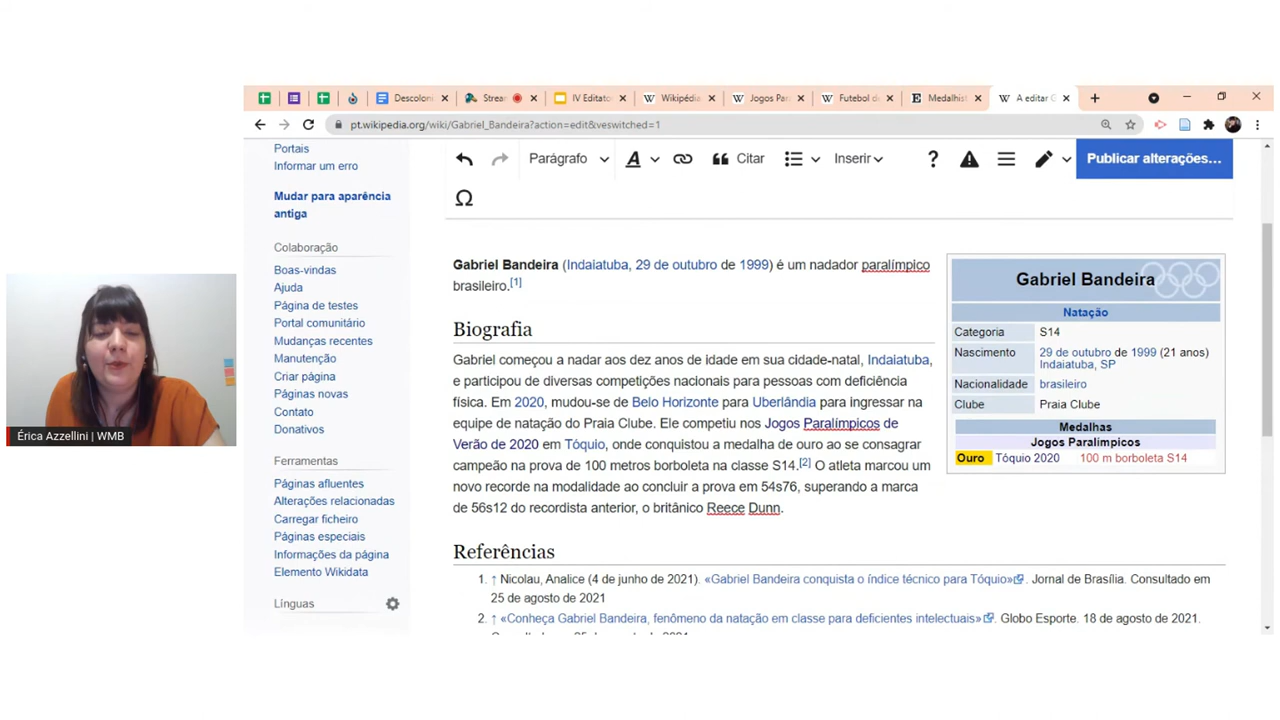 Descoloni
Strea
IV Editato
Wikipédi
Jogos Par
Futebol d
Medalhist
A editar G
pt.wikipedia.org/wiki/Gabriel_Bandeira?action=edit&veswitched=1
Portais
Informar um erro
Mudar para aparência
antiga
Colaboração
Boas-vindas
Ajuda
Página de testes
Portal comunitário
Mudanças recentes
Manutenção
Criar página
Páginas novas
Contato
Donativos
Ferramentas
Páginas afluentes
Alterações relacionadas
Carregar ficheiro
Páginas especiais
Informações da página
Elemento Wikidata
Línguas
Parágrafo
A
Citar
Inserir
?
Publicar alterações...
Ω
Gabriel Bandeira (Indaiatuba, 29 de outubro de 1999) é um nadador paralímpico
brasileiro.[1]
Biografia
Gabriel começou a nadar aos dez anos de idade em sua cidade-natal, Indaiatuba,
e participou de diversas competições nacionais para pessoas com deficiência
física. Em 2020, mudou-se de Belo Horizonte para Uberlândia para ingressar na
equipe de natação do Praia Clube. Ele competiu nos Jogos Paralímpicos de
Verão de 2020 em Tóquio, onde conquistou a medalha de ouro ao se consagrar
campeão na prova de 100 metros borboleta na classe S14.[2] O atleta marcou um
novo recorde na modalidade ao concluir a prova em 54s76, superando a marca
de 56s12 do recordista anterior, o britânico Reece Dunn.
Gabriel Bandeira
Natação
Categoria S14
Nascimento 29 de outubro de 1999 (21 anos)
Indaiatuba, SP
Nacionalidade brasileiro
Clube Praia Clube
Medalhas
Jogos Paralímpicos
Ouro Tóquio 2020 100 m borboleta S14
Referências
1. ↑ Nicolau, Analice (4 de junho de 2021). «Gabriel Bandeira conquista o índice técnico para Tóquio». Jornal de Brasília. Consultado em
25 de agosto de 2021
2. ↑ «Conheça Gabriel Bandeira, fenômeno da natação em classe para deficientes intelectuais». Globo Esporte. 18 de agosto de 2021.
Érica Azzellini | WMB